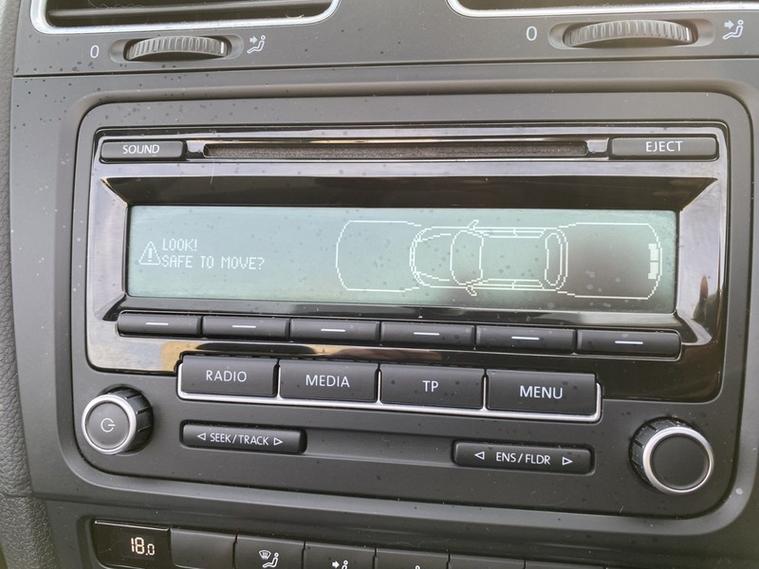 0
0
SOUND
EJECT
LOOK!
SAFE TO MOVE?
RADIO
MEDIA
TP
MENU
SEEK/TRACK
ENS/FLDR
18.0